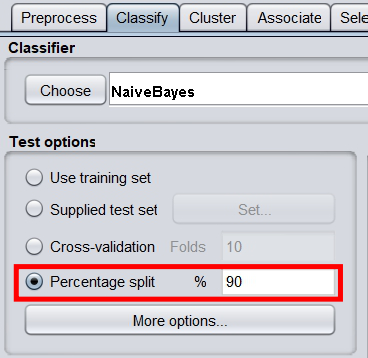 Preprocess Classify Cluster Associate Sele
Classifier
Choose NaiveBayes
Test options
Use training set
Supplied test set Set...
Cross-validation Folds 10
Percentage split % 90
More options...